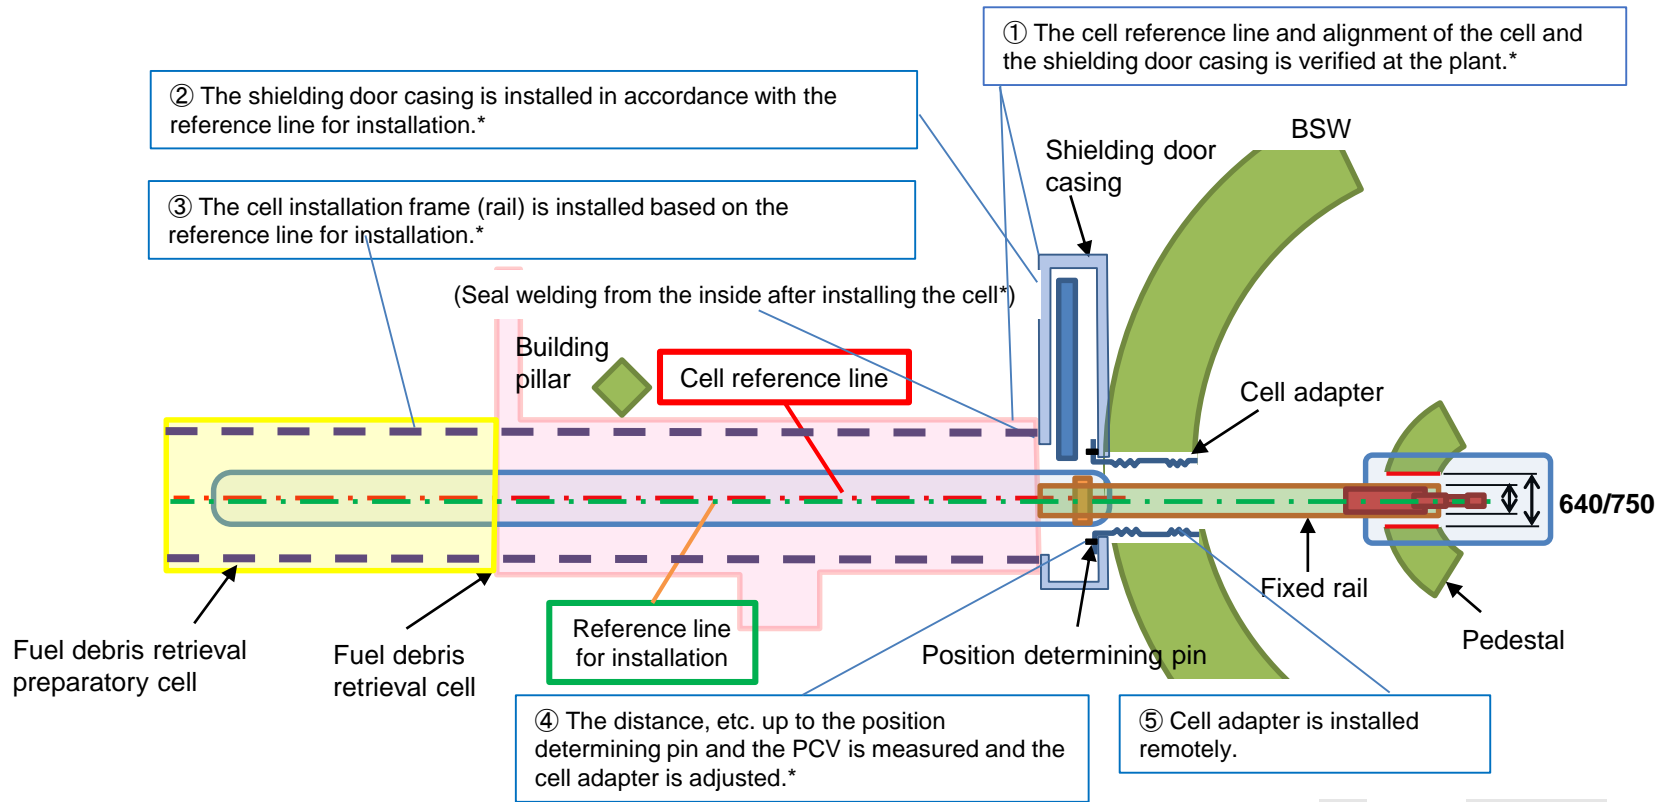 ① The cell reference line and alignment of the cell and
the shielding door casing is verified at the plant.*
② The shielding door casing is installed in accordance with the
reference line for installation.*
BSW
Shielding door
casing
③ The cell installation frame (rail) is installed based on the
reference line for installation.*
(Seal welding from the inside after installing the cell*)
Building
pillar
Cell reference line
Cell adapter
640/750
Fixed rail
Reference line
for installation
Fuel debris retrieval
preparatory cell
Fuel debris
retrieval cell
Position determining pin
Pedestal
④ The distance, etc. up to the position
determining pin and the PCV is measured and the
cell adapter is adjusted.*
⑤ Cell adapter is installed
remotely.